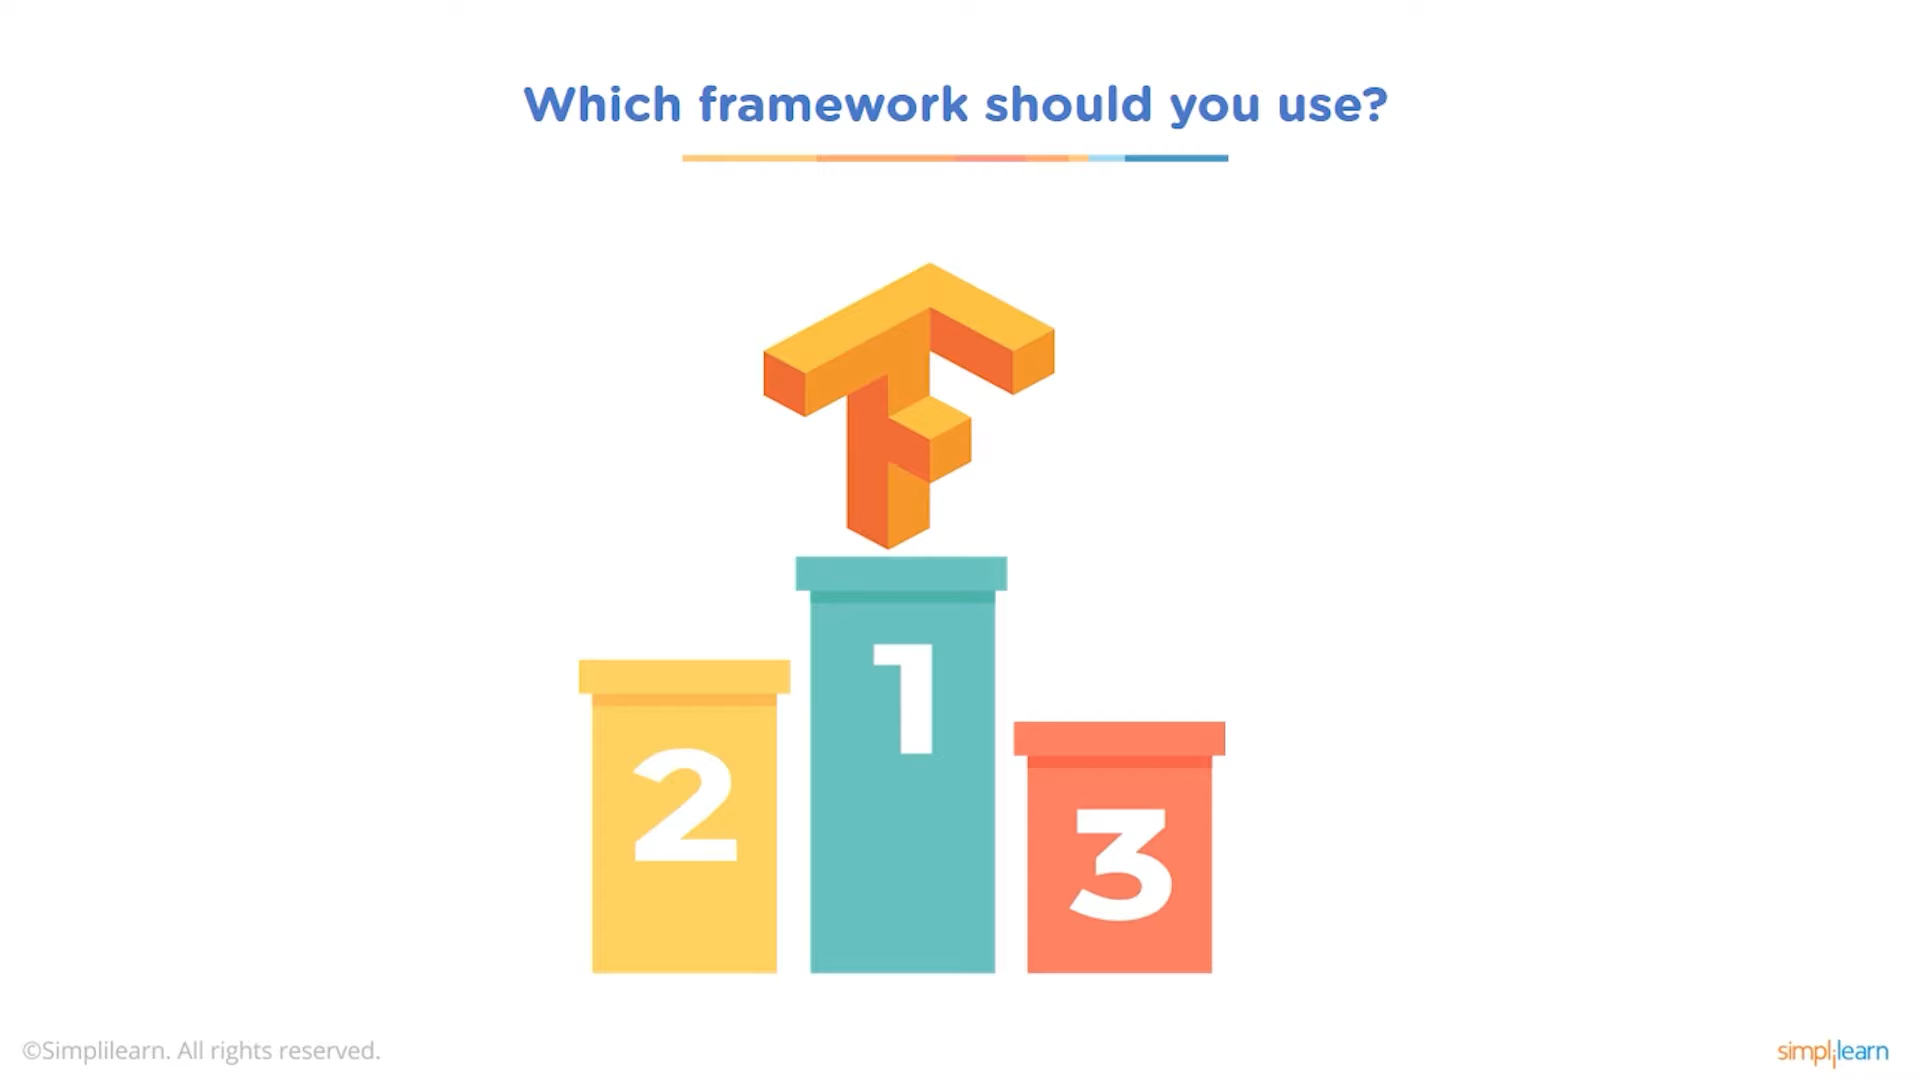 Which framework should you use?
1
2
3
©Simplilearn. All rights reserved.
simplilearn